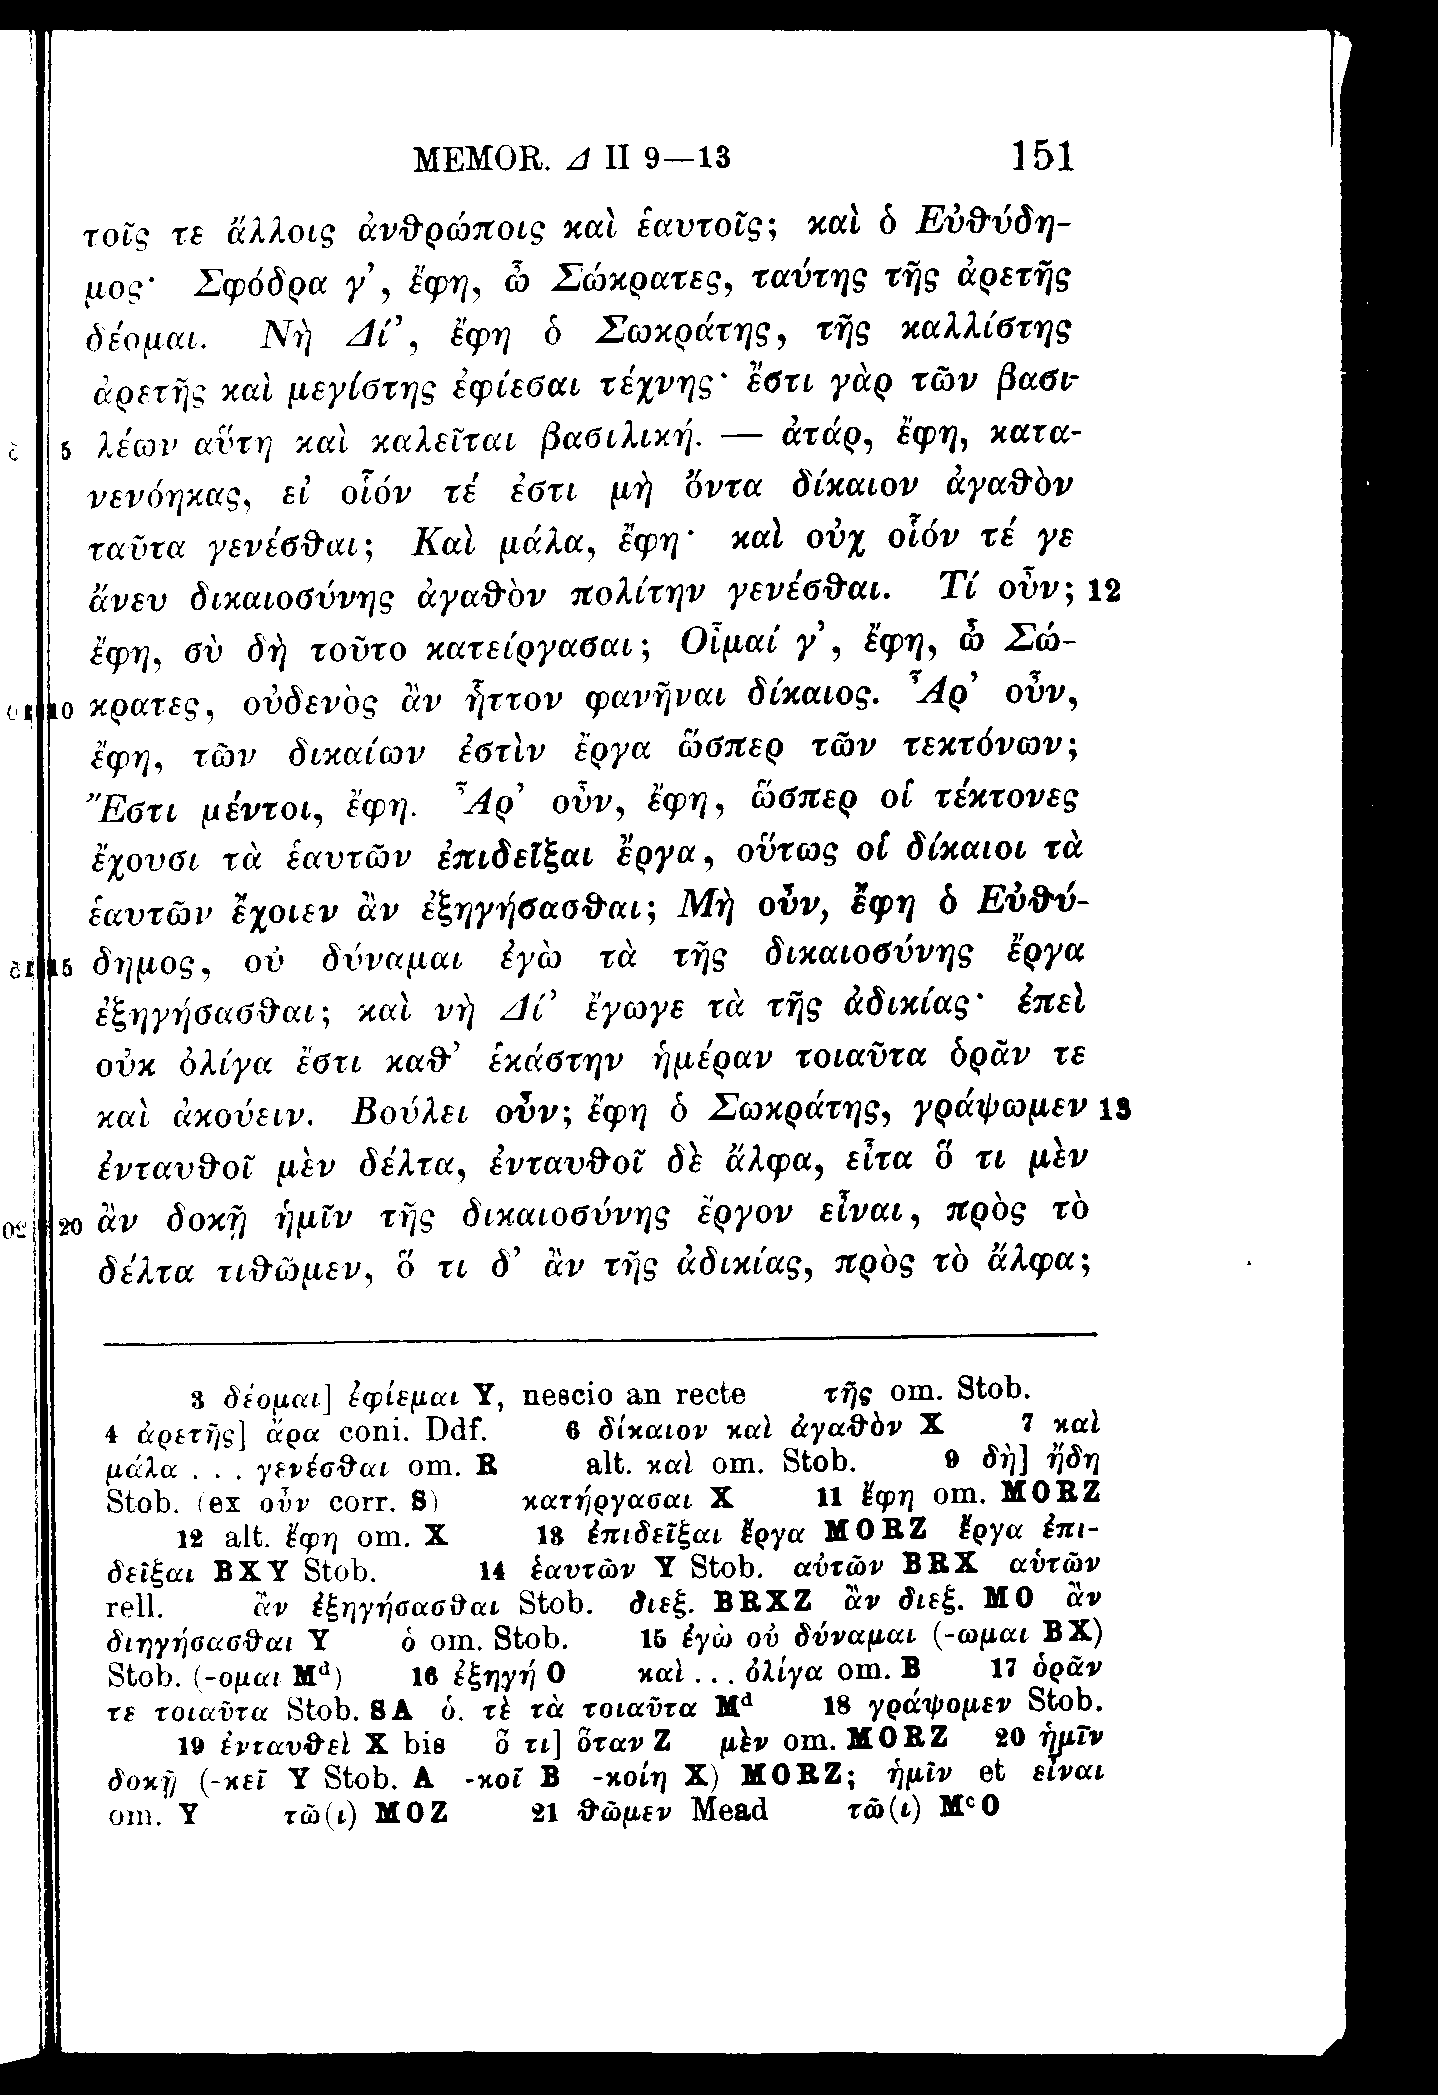 MEMOR. Δ II 9—13 151
τοῖς τε ἄλλοις ἀνθρώποις καὶ ἑαυτοῖς; καὶ ὁ Εὐθύδη-
μος· Σφόδρα γ’, ἔφη, ὦ Σώκρατες, ταύτης τῆς ἀρετῆς
δέομαι. Νὴ Δί’, ἔφη ὁ Σωκράτης, τῆς καλλίστης
ἀρετῆς καὶ μεγίστης ἐφίεσαι τέχνης· ἔστι γὰρ τῶν βασι-
5 λέων αὕτη καὶ καλεῖται βασιλική. — ἀτάρ, ἔφη, κατα-
νενόηκας, εἰ οἷόν τέ ἐστι μὴ ὄντα δίκαιον ἀγαθὸν
ταῦτα γενέσθαι; Καὶ μάλα, ἔφη· καὶ οὐχ οἷόν τέ γε
ἄνευ δικαιοσύνης ἀγαθὸν πολίτην γενέσθαι. Τί οὖν; 12
ἔφη, σὺ δὴ τοῦτο κατείργασαι; Οἶμαί γ’, ἔφη, ὦ Σώ-
10 κρατες, οὐδενὸς ἂν ἧττον φανῆναι δίκαιος. Ἆρ’ οὖν,
ἔφη, τῶν δικαίων ἐστὶν ἔργα ὥσπερ τῶν τεκτόνων;
Ἔστι μέντοι, ἔφη. Ἆρ’ οὖν, ἔφη, ὥσπερ οἱ τέκτονες
ἔχουσι τὰ ἑαυτῶν ἐπιδεῖξαι ἔργα, οὕτως οἱ δίκαιοι τὰ
ἑαυτῶν ἔχοιεν ἂν ἐξηγήσασθαι; Μὴ οὖν, ἔφη ὁ Εὐθύ-
15 δημος, οὐ δύναμαι ἐγὼ τὰ τῆς δικαιοσύνης ἔργα
ἐξηγήσασθαι; καὶ νὴ Δί’ ἔγωγε τὰ τῆς ἀδικίας· ἐπεὶ
οὐκ ὀλίγα ἔστι καθ’ ἑκάστην ἡμέραν τοιαῦτα ὁρᾶν τε
καὶ ἀκούειν. Βούλει οὖν; ἔφη ὁ Σωκράτης, γράψωμεν 13
ἐνταυθοῖ μὲν δέλτα, ἐνταυθοῖ δὲ ἄλφα, εἶτα ὅ τι μὲν
20 ἂν δοκῇ ἡμῖν τῆς δικαιοσύνης ἔργον εἶναι, πρὸς τὸ
δέλτα τιθῶμεν, ὅ τι δ’ ἂν τῆς ἀδικίας, πρὸς τὸ ἄλφα;
3 δέομαι] ἐφίεμαι Y, nescio an recte τῆς om. Stob.
4 ἀρετῆς] ἄρα coni. Ddf. 6 δίκαιον καὶ ἀγαθὸν X 7 καὶ
μάλα . . . γενέσθαι om. R alt. καὶ om. Stob. 9 δὴ] ἤδη
Stob. (ex οὖν corr. S) κατήργασαι X 11 ἔφη om. MORZ
12 alt. ἔφη om. X 13 ἐπιδεῖξαι ἔργα MORZ ἔργα ἐπι-
δεῖξαι BXY Stob. 14 ἑαυτῶν Y Stob. αὐτῶν BRX αὑτῶν
rell. ἂν ἐξηγήσασθαι Stob. διεξ. BRXZ ἂν διεξ. MO ἂν
διηγήσασθαι Y ὁ om. Stob. 15 ἐγὼ οὐ δύναμαι (-ωμαι BX)
Stob. (-ομαι Mᵈ) 16 ἐξηγή O καὶ . . . ὀλίγα om. B 17 ὁρᾶν
τε τοιαῦτα Stob. SA ὁ. τὲ τὰ τοιαῦτα Mᵈ 18 γράψομεν Stob.
19 ἐνταυθεὶ X bis ὅ τι] ὅταν Z μὲν om. MORZ 20 ἡμῖν
δοκῇ (-κεῖ Y Stob. A -κοῖ B -κοίη X) MORZ; ἡμῖν et εἶναι
om. Y τῶ(ι) MOZ 21 θῶμεν Mead τῶ(ι) MᶜO